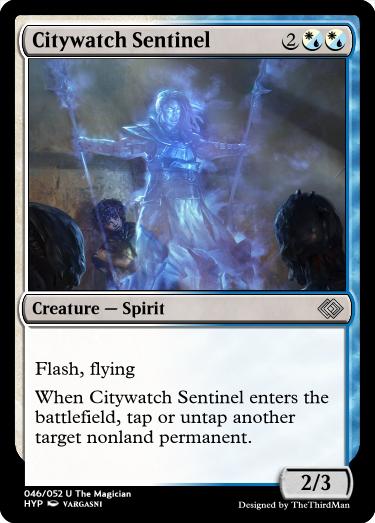 Citywatch Sentinel 2
Creature — Spirit
Flash, flying
When Citywatch Sentinel enters the
battlefield, tap or untap another
target nonland permanent.
2/3
046/052 U The Magician
HYP VARGASNI
Designed by TheThirdMan